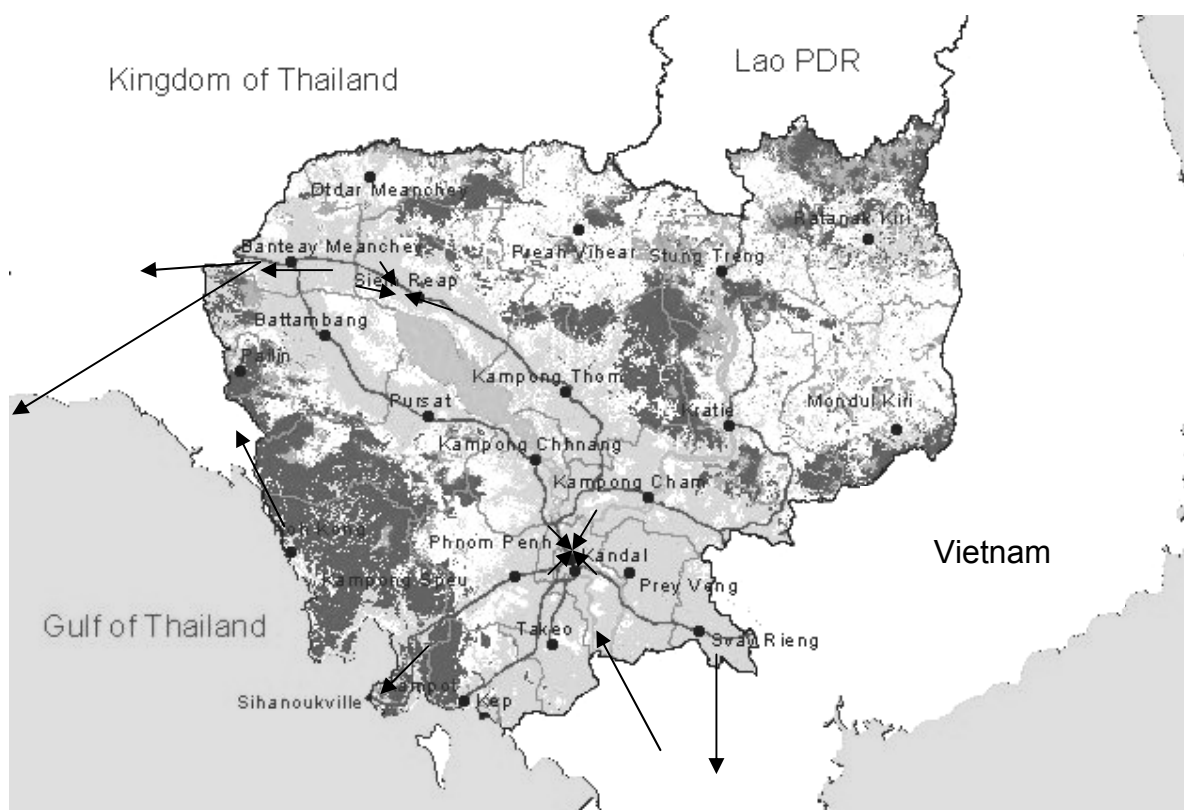 Lao PDR
Kingdom of Thailand
Otdar Meanchey
Ratanak Kiri
Banteay Meanchey
Preah Vihear
Stung Treng
Siem Reap
Battambang
Pailin
Kampong Thom
Pursat
Kratie
Mondul Kiri
Kampong Chhnang
Kampong Cham
Koh Kong
Phnom Penh
Kandal
Vietnam
Kampong Speu
Prey Veng
Gulf of Thailand
Takeo
Svay Rieng
Kampot
Sihanoukville
Kep